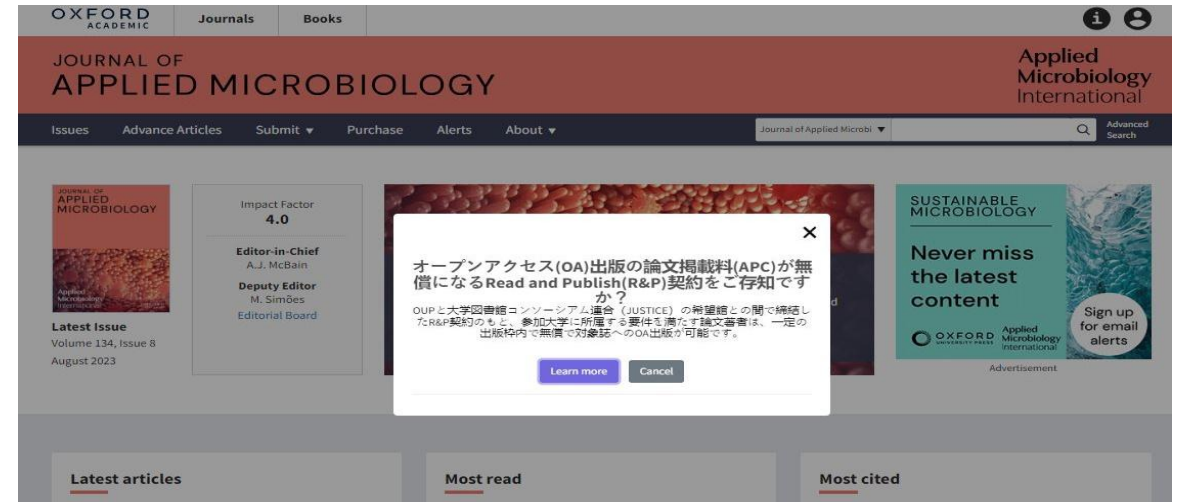 OXFORD
ACADEMIC
Journals
Books
JOURNAL OF
APPLIED MICROBIOLOGY
Applied
Microbiology
International
Issues
Advance Articles
Submit ▼
Purchase
Alerts
About ▼
Journal of Applied Microbi ▼
Advanced
Search
JOURNAL OF
APPLIED
MICROBIOLOGY
Applied
Microbiology
International
Latest Issue
Volume 134, Issue 8
August 2023
Impact Factor
4.0
Editor-in-Chief
A.J. McBain
Deputy Editor
M. Simões
Editorial Board
オープンアクセス(OA)出版の論文掲載料(APC)が無
償になるRead and Publish(R&P)契約をご存知です
か?
OUPと大学図書館コンソーシアム連合（JUSTICE）の希望館との間で締結し
たR&P契約のもと、参加大学に所属する要件を満たす論文著者は、一定の
出版枠内で無償で対象誌へのOA出版が可能です。
Learn more
Cancel
SUSTAINABLE
MICROBIOLOGY
Never miss
the latest
content
OXFORD
UNIVERSITY PRESS
Applied
Microbiology
International
Sign up
for email
alerts
Advertisement
Latest articles
Most read
Most cited